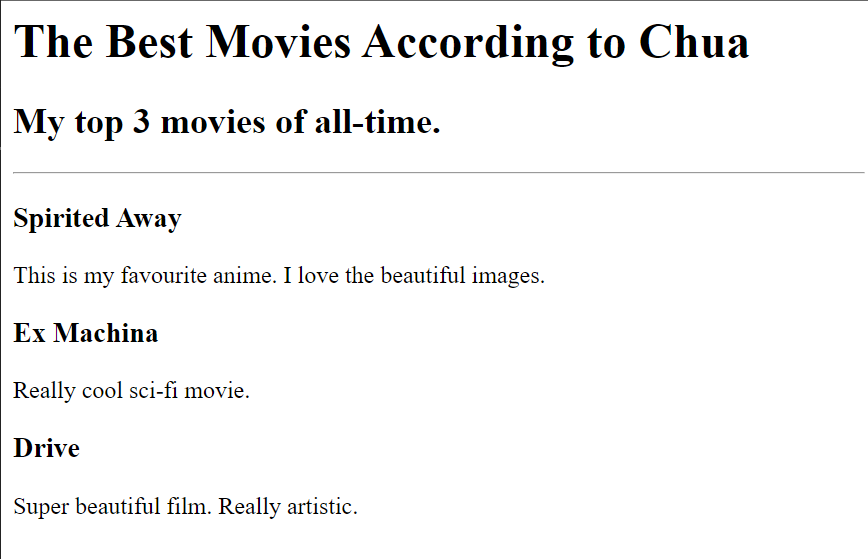 The Best Movies According to Chua
My top 3 movies of all-time.
Spirited Away
This is my favourite anime. I love the beautiful images.
Ex Machina
Really cool sci-fi movie.
Drive
Super beautiful film. Really artistic.